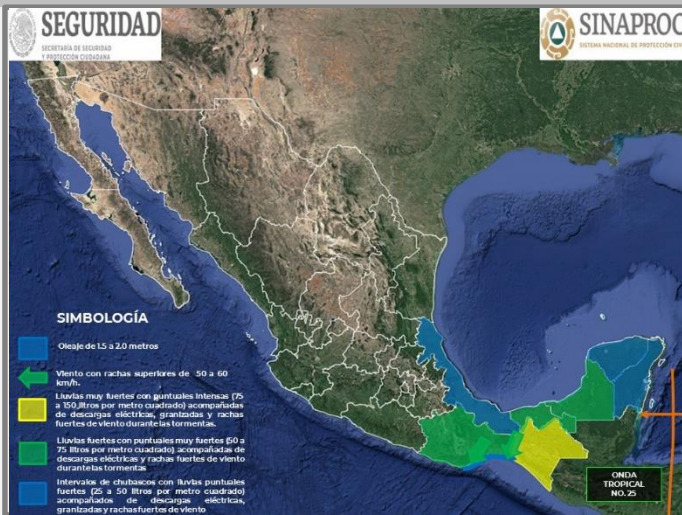 SEGURIDAD
SECRETARÍA DE SEGURIDAD
Y PROTECCIÓN CIUDADANA
SINAPROC
SISTEMA NACIONAL DE PROTECCIÓN CIV
SIMBOLOGÍA
Oleaje de 1.5 a 2.0 metros
Viento con rachas superiores de 50 a 60
km/h.
Lluvias muy fuertes con puntuales intensas (75
a 150 litros por metro cuadrado) acompañadas
de descargas eléctricas, granizadas y rachas
fuertes de viento durante las tormentas.
Lluvias fuertes con puntuales muy fuertes (50 a
75 litros por metro cuadrado) acompañadas de
descargas eléctricas y rachas fuertes de viento
durante las tormentas
Intervalos de chubascos con lluvias puntuales
fuertes (25 a 50 litros por metro cuadrado)
acompañados de descargas eléctricas,
granizadas y rachas fuertes de viento
ONDA
TROPICAL
NO. 25